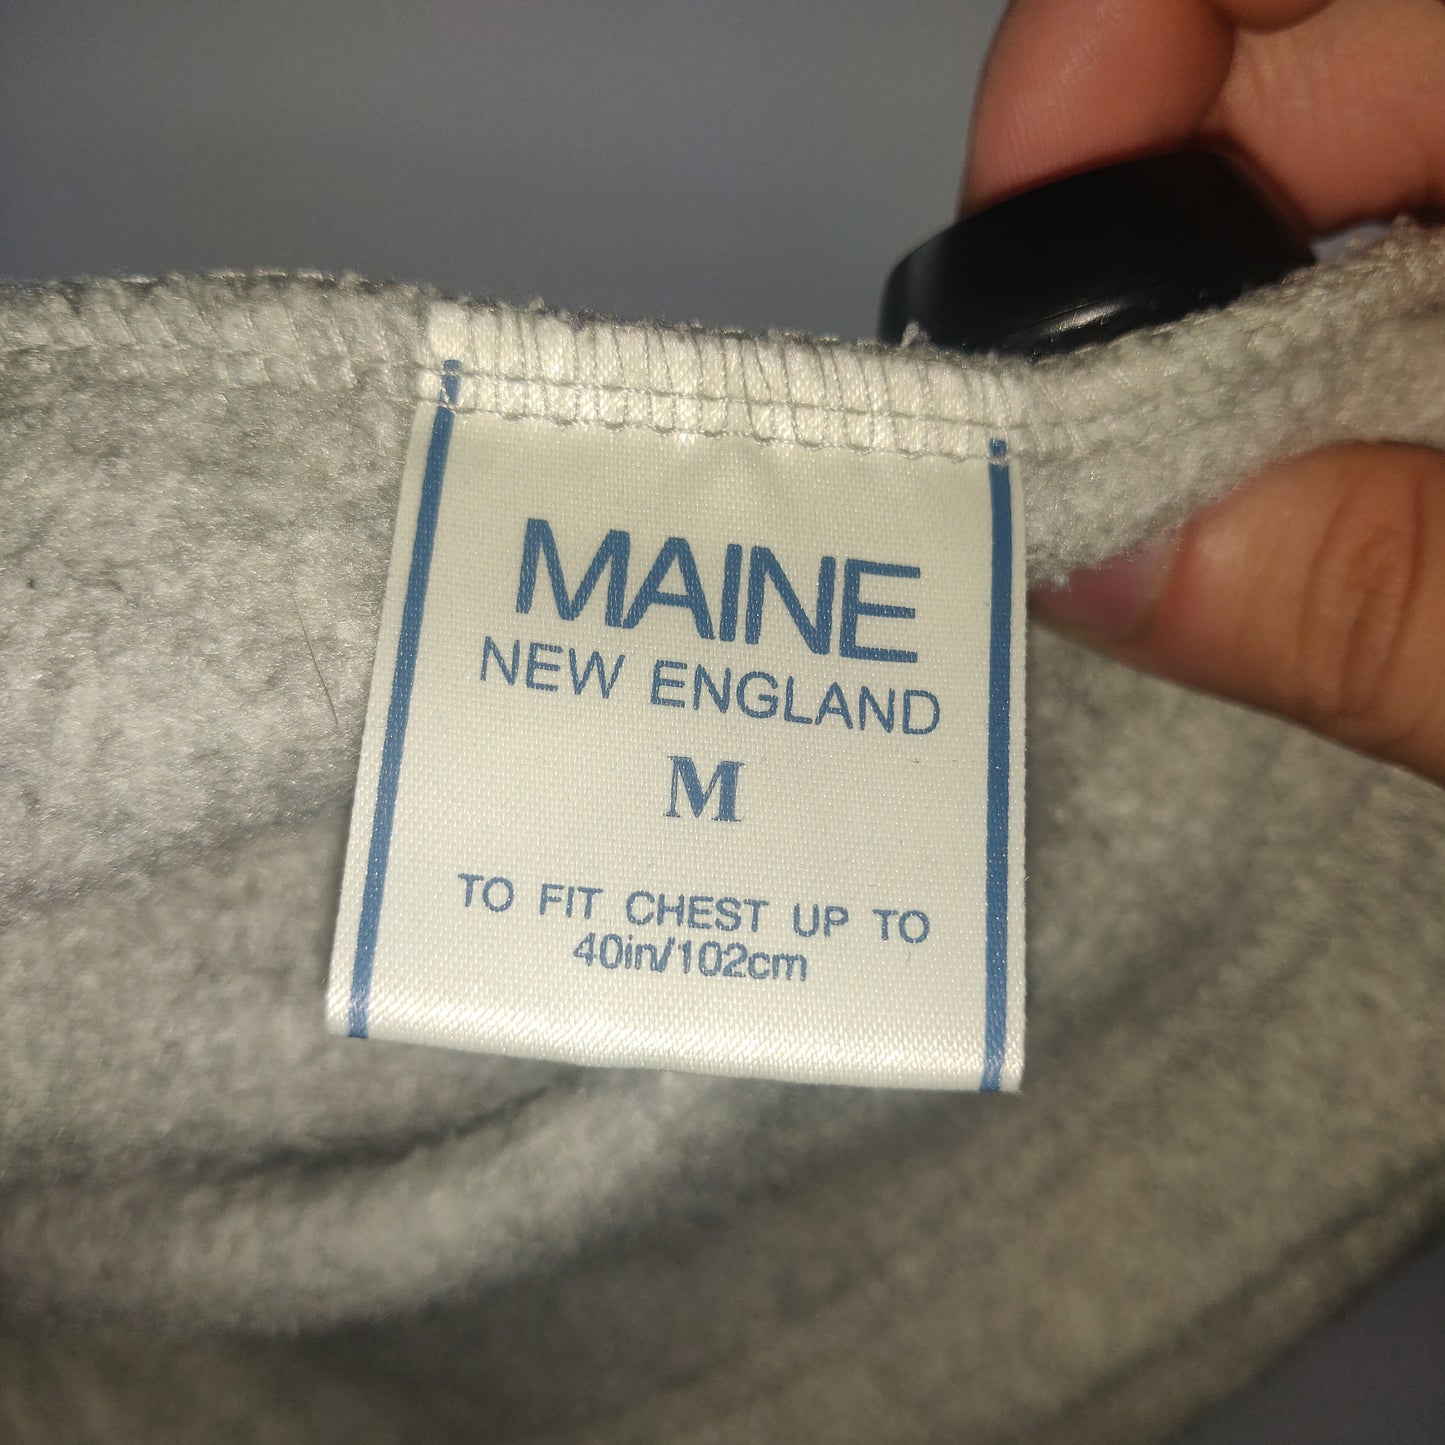 MAINE
NEW ENGLAND
M
TO FIT CHEST UP TO
40in/102cm